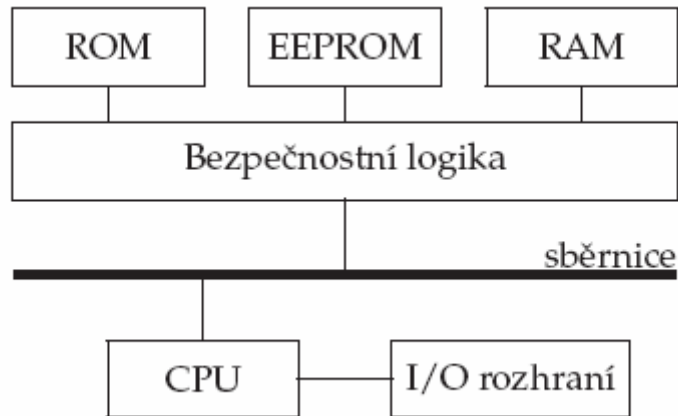 ROM EEPROM RAM
Bezpečnostní logika
sběrnice
CPU I/O rozhraní